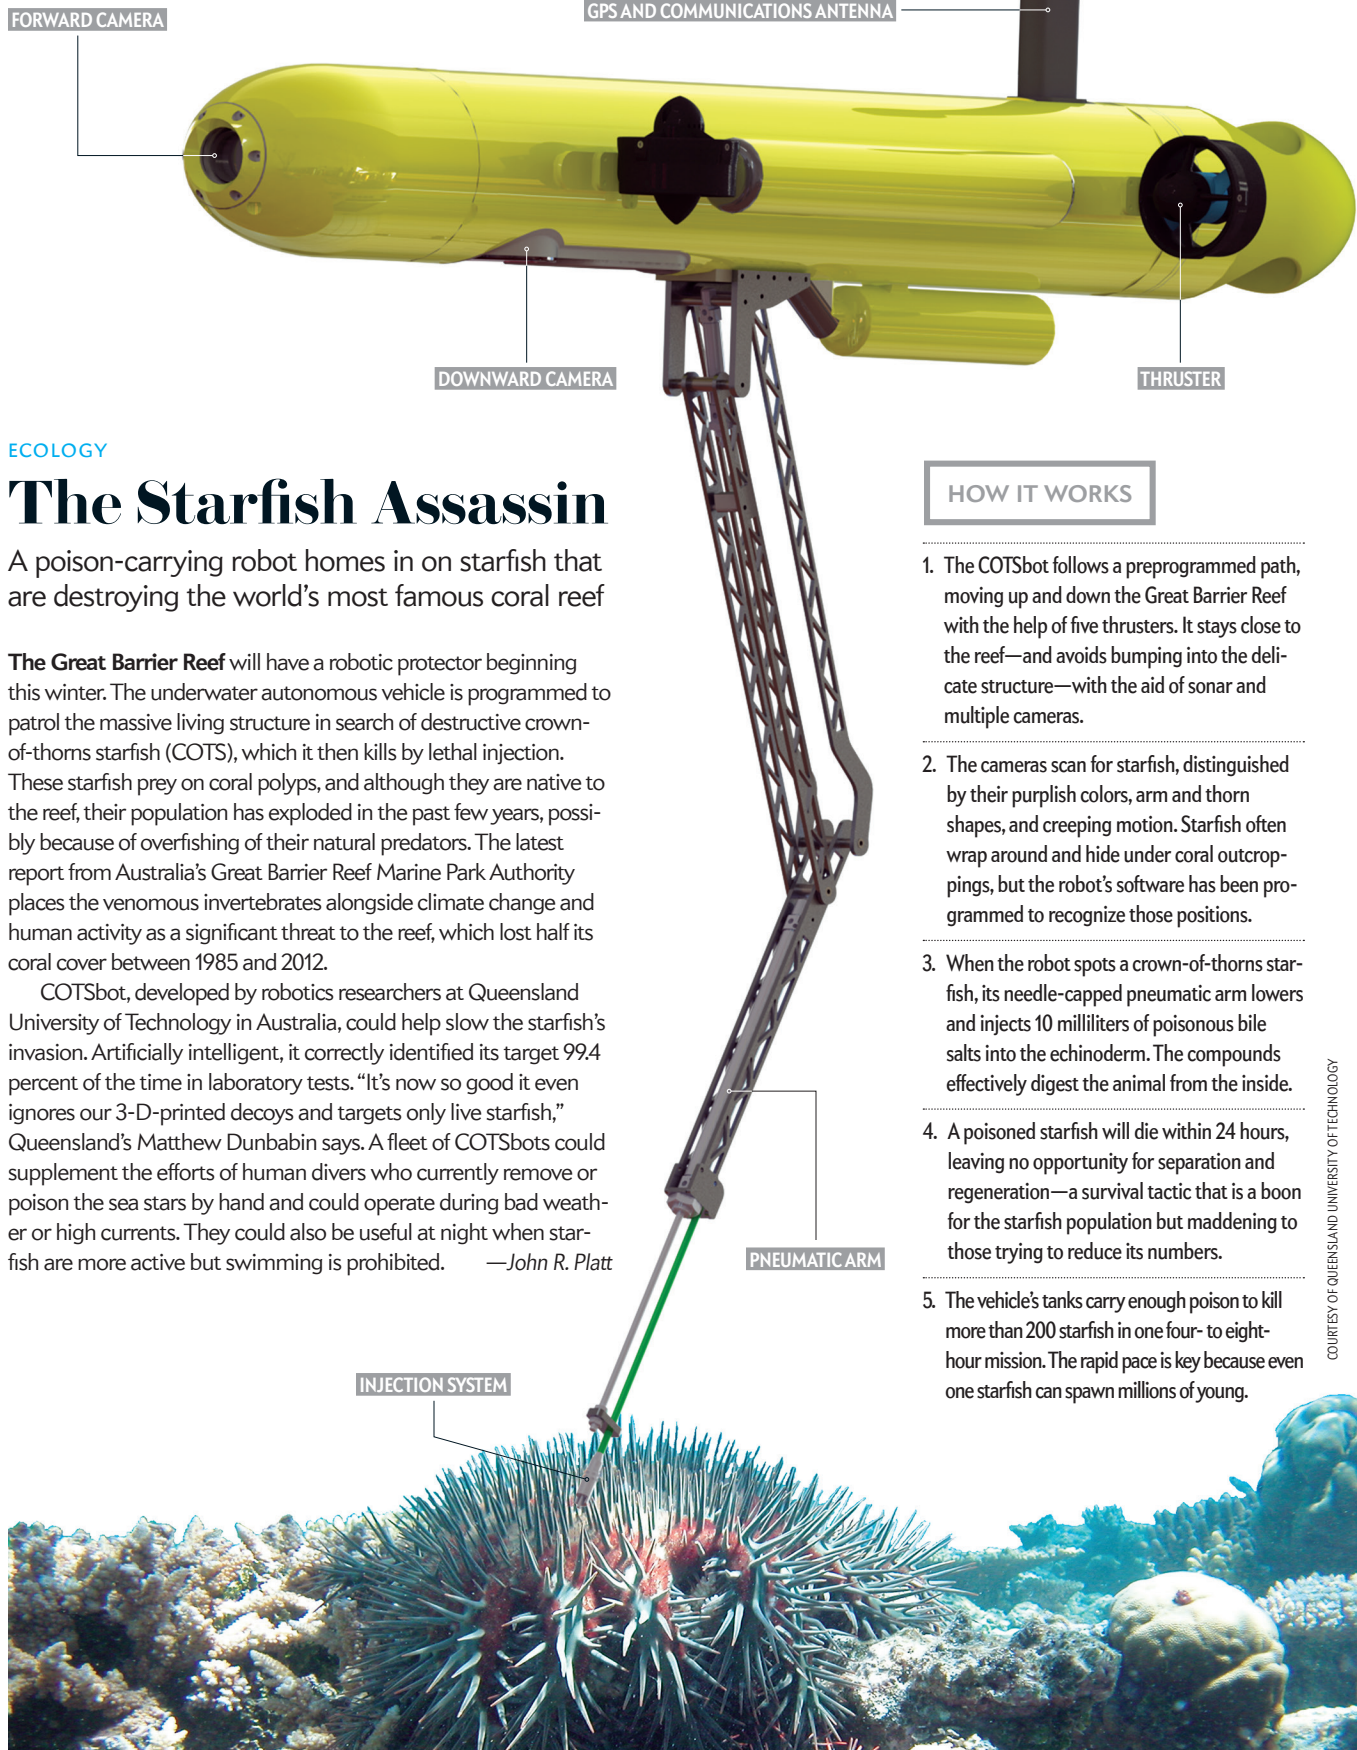 FORWARD CAMERA
GPS AND COMMUNICATIONS ANTENNA
DOWNWARD CAMERA
THRUSTER
ECOLOGY
The Starfish Assassin
A poison-carrying robot homes in on starfish that
are destroying the world's most famous coral reef
The Great Barrier Reef will have a robotic protector beginning
this winter. The underwater autonomous vehicle is programmed to
patrol the massive living structure in search of destructive crown-
of-thorns starfish (COTS), which it then kills by lethal injection.
These starfish prey on coral polyps, and although they are native to
the reef, their population has exploded in the past few years, possi-
bly because of overfishing of their natural predators. The latest
report from Australia's Great Barrier Reef Marine Park Authority
places the venomous invertebrates alongside climate change and
human activity as a significant threat to the reef, which lost half its
coral cover between 1985 and 2012.
COTSbot, developed by robotics researchers at Queensland
University of Technology in Australia, could help slow the starfish's
invasion. Artificially intelligent, it correctly identified its target 99.4
percent of the time in laboratory tests. “It's now so good it even
ignores our 3-D-printed decoys and targets only live starfish,”
Queensland's Matthew Dunbabin says. A fleet of COTSbots could
supplement the efforts of human divers who currently remove or
poison the sea stars by hand and could operate during bad weath-
er or high currents. They could also be useful at night when star-
fish are more active but swimming is prohibited. —John R. Platt
HOW IT WORKS
1. The COTSbot follows a preprogrammed path,
moving up and down the Great Barrier Reef
with the help of five thrusters. It stays close to
the reef—and avoids bumping into the deli-
cate structure—with the aid of sonar and
multiple cameras.
2. The cameras scan for starfish, distinguished
by their purplish colors, arm and thorn
shapes, and creeping motion. Starfish often
wrap around and hide under coral outcrop-
pings, but the robot's software has been pro-
grammed to recognize those positions.
3. When the robot spots a crown-of-thorns star-
fish, its needle-capped pneumatic arm lowers
and injects 10 milliliters of poisonous bile
salts into the echinoderm. The compounds
effectively digest the animal from the inside.
4. A poisoned starfish will die within 24 hours,
leaving no opportunity for separation and
regeneration—a survival tactic that is a boon
for the starfish population but maddening to
those trying to reduce its numbers.
5. The vehicle's tanks carry enough poison to kill
more than 200 starfish in one four- to eight-
hour mission. The rapid pace is key because even
one starfish can spawn millions of young.
PNEUMATIC ARM
INJECTION SYSTEM
COURTESY OF QUEENSLAND UNIVERSITY OF TECHNOLOGY